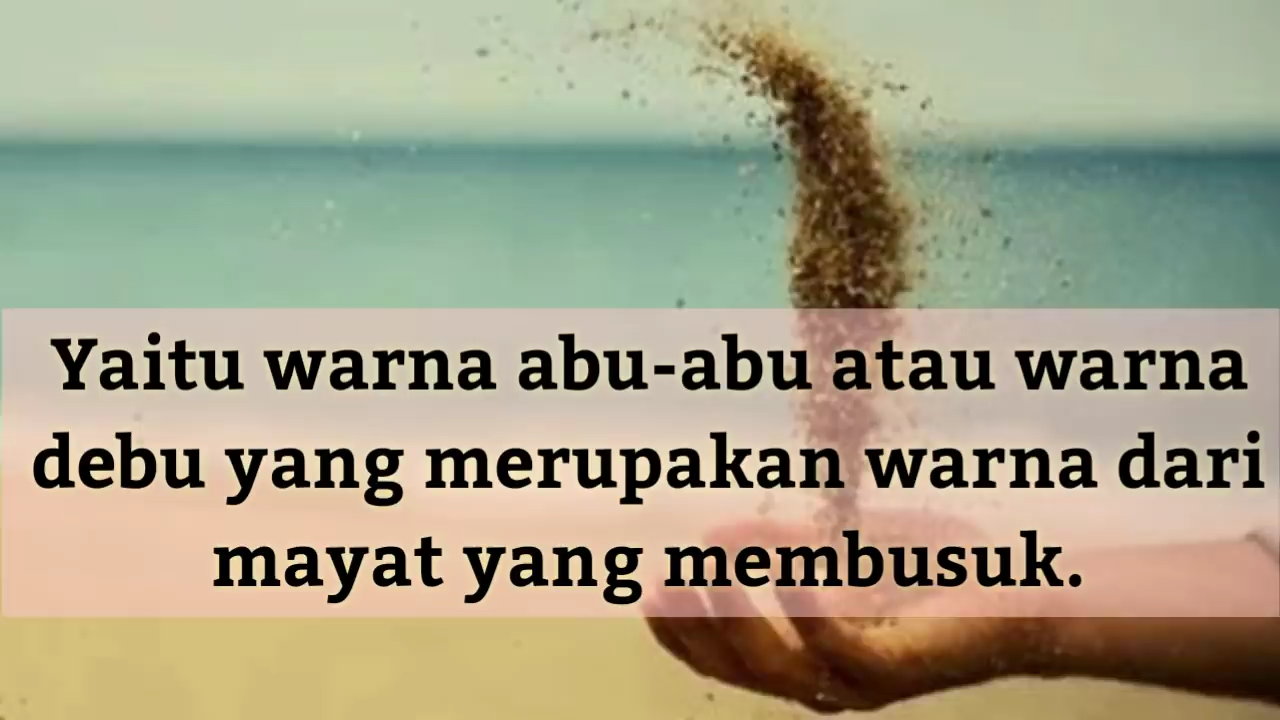 Yaitu warna abu-abu atau warna
debu yang merupakan warna dari
mayat yang membusuk.